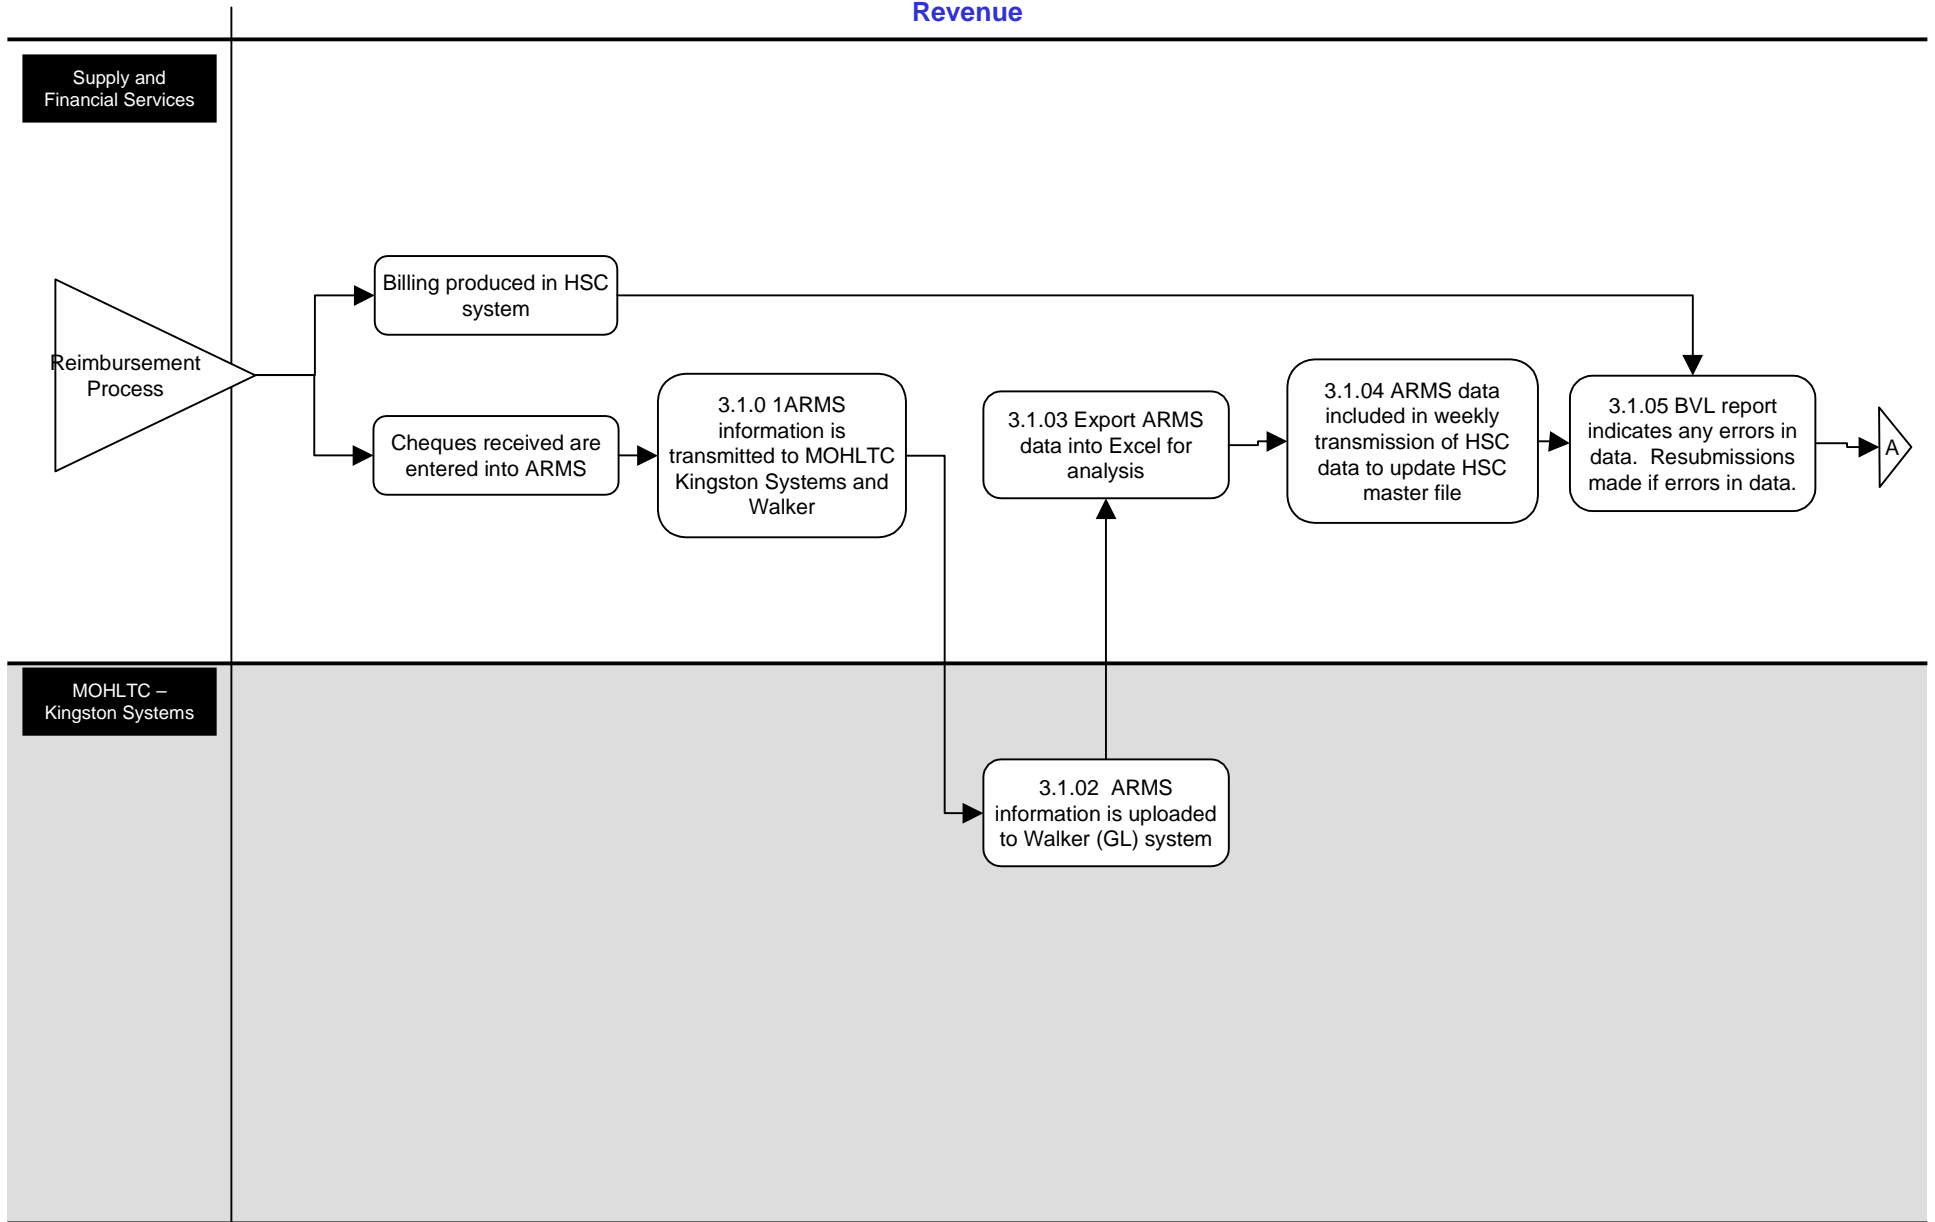 Revenue
Supply and
Financial Services
Billing produced in HSC
system
Reimbursement
Process
Cheques received are
entered into ARMS
3.1.0 1ARMS
information is
transmitted to MOHLTC
Kingston Systems and
Walker
3.1.03 Export ARMS
data into Excel for
analysis
3.1.04 ARMS data
included in weekly
transmission of HSC
data to update HSC
master file
3.1.05 BVL report
indicates any errors in
data.  Resubmissions
made if errors in data.
A
MOHLTC –
Kingston Systems
3.1.02  ARMS
information is uploaded
to Walker (GL) system